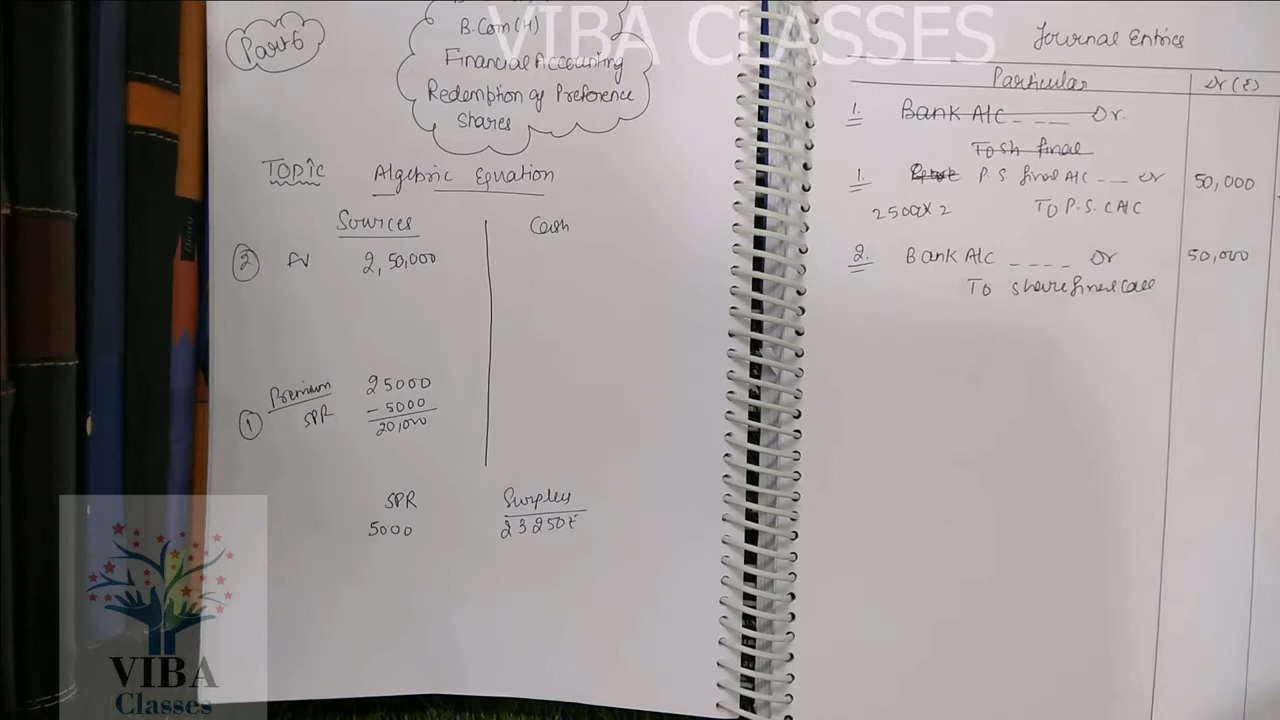 VIBA CLASSES
Part 6
B.Com(H)
Financial Accounting
Redemption of Preference
Shares
TOPIC Algebric Equation
Sources Cash
② FV 2,50,000
Premium 25000
① SPR - 5000
20,000
SPR Surplus
5000 23250₹
VIBA
Classes
Journal Entries
Particular Dr (₹)
1. Bank A/c ---- Dr.
To sh final
1. P.S final A/c --- Dr 50,000
25000 x 2 To P.S. C A/C
2. Bank A/c ---- Dr 50,000
To share final call